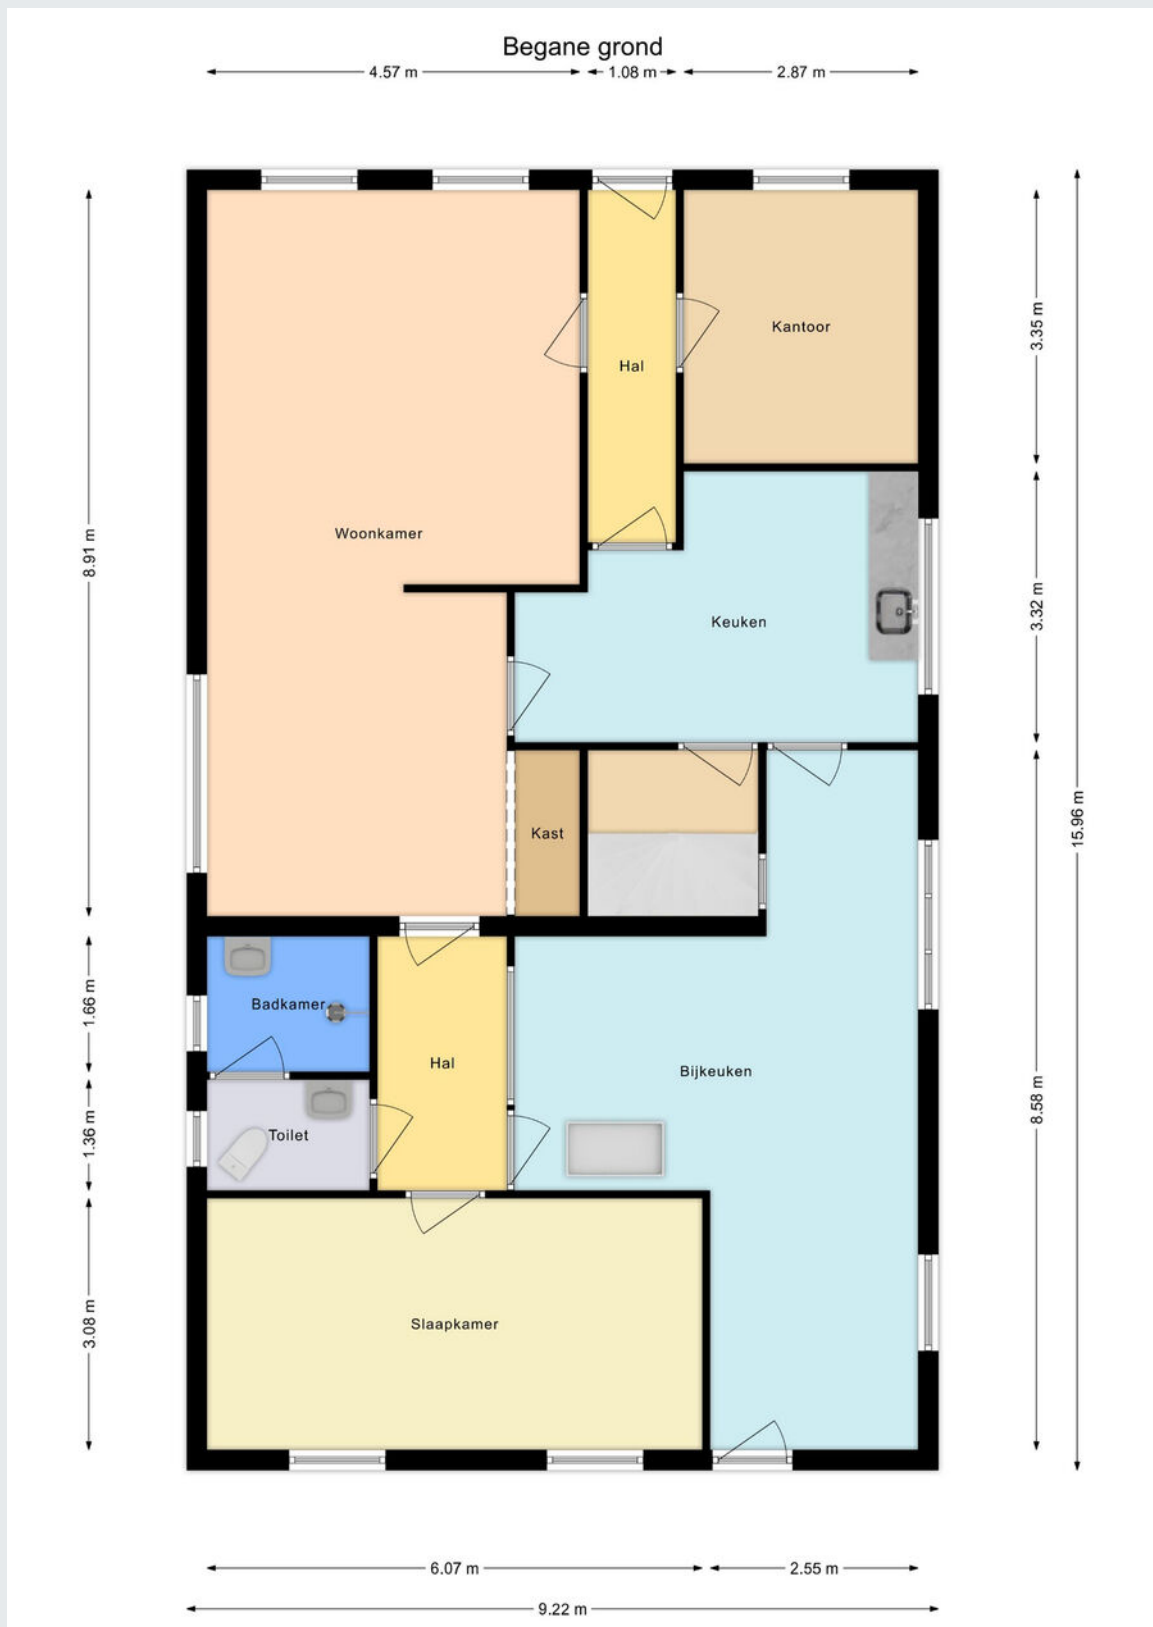 Begane grond
4.57 m
1.08 m
2.87 m
Kantoor
3.35 m
Hal
Woonkamer
8.91 m
Keuken
3.32 m
Kast
15.96 m
Badkamer
1.66 m
Hal
Bijkeuken
8.58 m
Toilet
1.36 m
Slaapkamer
3.08 m
6.07 m
2.55 m
9.22 m